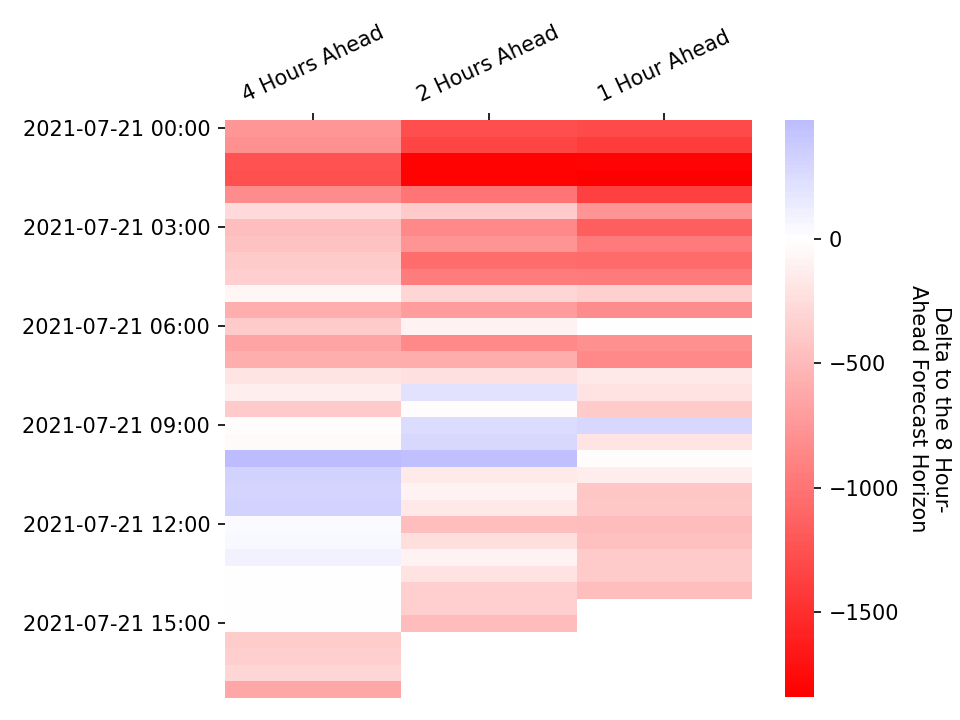 4 Hours Ahead
2 Hours Ahead
1 Hour Ahead
2021-07-21 00:00
2021-07-21 03:00
2021-07-21 06:00
2021-07-21 09:00
2021-07-21 12:00
2021-07-21 15:00
0
−500
−1000
−1500
Delta to the 8 Hour-
Ahead Forecast Horizon